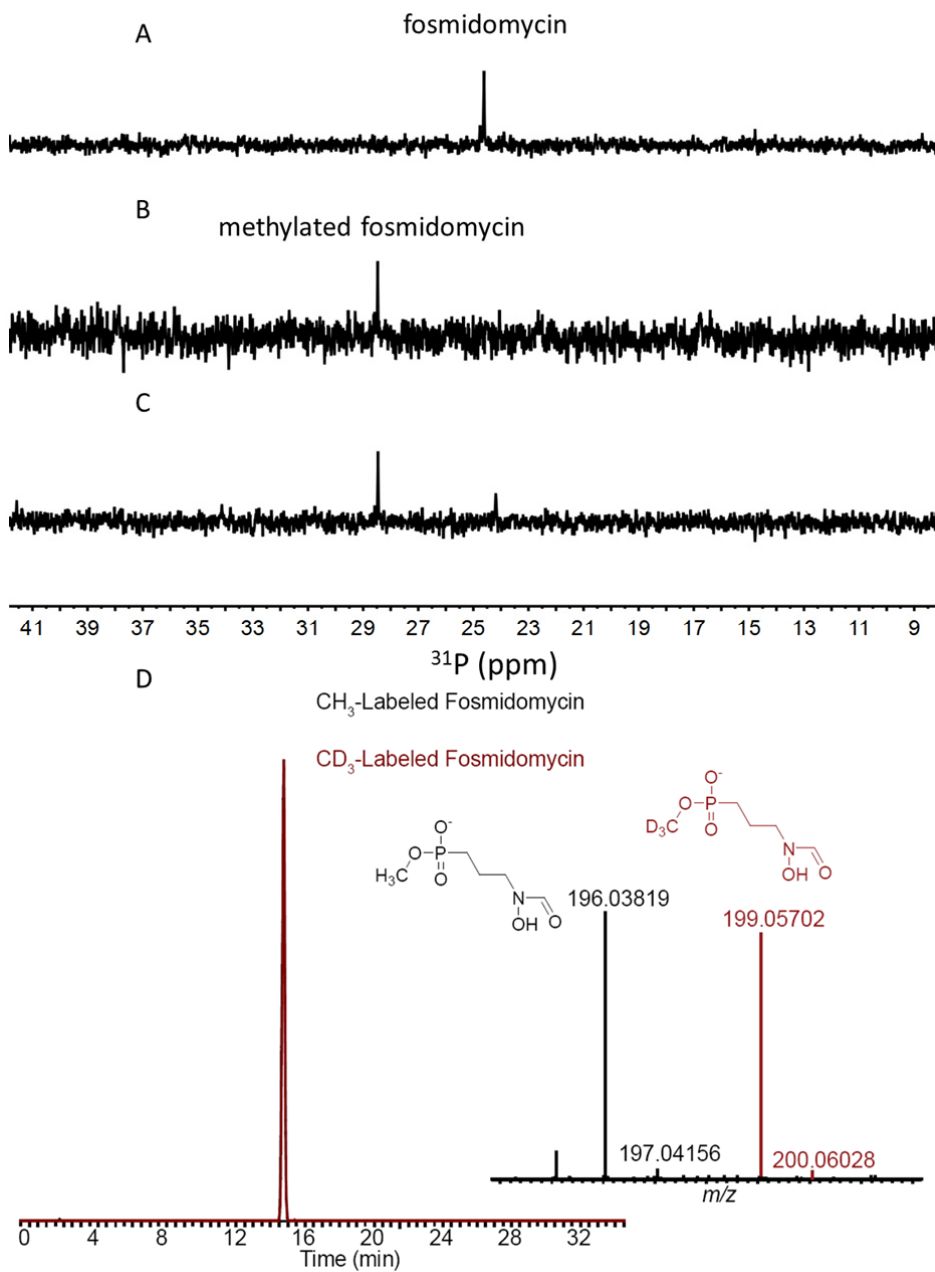 A
fosmidomycin
B
methylated fosmidomycin
C
41 39 37 35 33 31 29 27 25 23 21 19 17 15 13 11 9
³¹P (ppm)
D
CH₃-Labeled Fosmidomycin
CD₃-Labeled Fosmidomycin
O⁻
O P
D₃C O
N
OH O
O⁻
O P
H₃C O
N
OH O
196.03819
199.05702
197.04156
200.06028
m/z
0 4 8 12 16 20 24 28 32
Time (min)